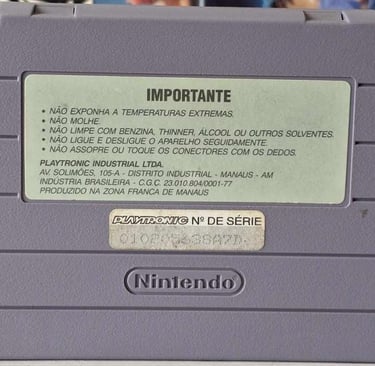 IMPORTANTE
• NÃO EXPONHA A TEMPERATURAS EXTREMAS.
• NÃO MOLHE.
• NÃO LIMPE COM BENZINA, THINNER, ÁLCOOL OU OUTROS SOLVENTES.
• NÃO LIGUE E DESLIGUE O APARELHO SEGUIDAMENTE.
• NÃO ASSOPRE OU TOQUE OS CONECTORES COM OS DEDOS.
PLAYTRONIC INDUSTRIAL LTDA.
AV. SOLIMÕES, 105-A - DISTRITO INDUSTRIAL - MANAUS - AM
INDÚSTRIA BRASILEIRA - C.G.C. 23.010.804/0001-77
PRODUZIDO NA ZONA FRANCA DE MANAUS
PLAYTRONIC Nº DE SÉRIE
Nintendo